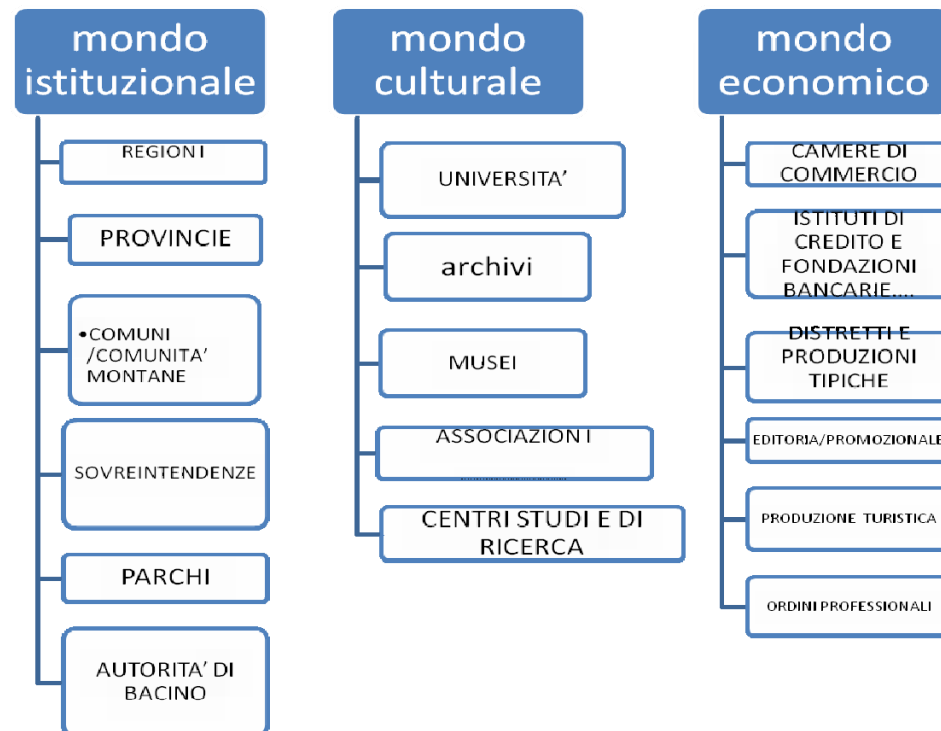 mondo
istituzionale
REGIONI
PROVINCIE
•COMUNI
/COMUNITA’
MONTANE
SOVREINTENDENZE
PARCHI
AUTORITA’ DI
BACINO
mondo
culturale
UNIVERSITA’
archivi
MUSEI
ASSOCIAZIONI
CENTRI STUDI E DI
RICERCA
mondo
economico
CAMERE DI
COMMERCIO
ISTITUTI DI
CREDITO E
FONDAZIONI
BANCARIE....
DISTRETTI E
PRODUZIONI
TIPICHE
EDITORIA/PROMOZIONALE
PRODUZIONE TURISTICA
ORDINI PROFESSIONALI